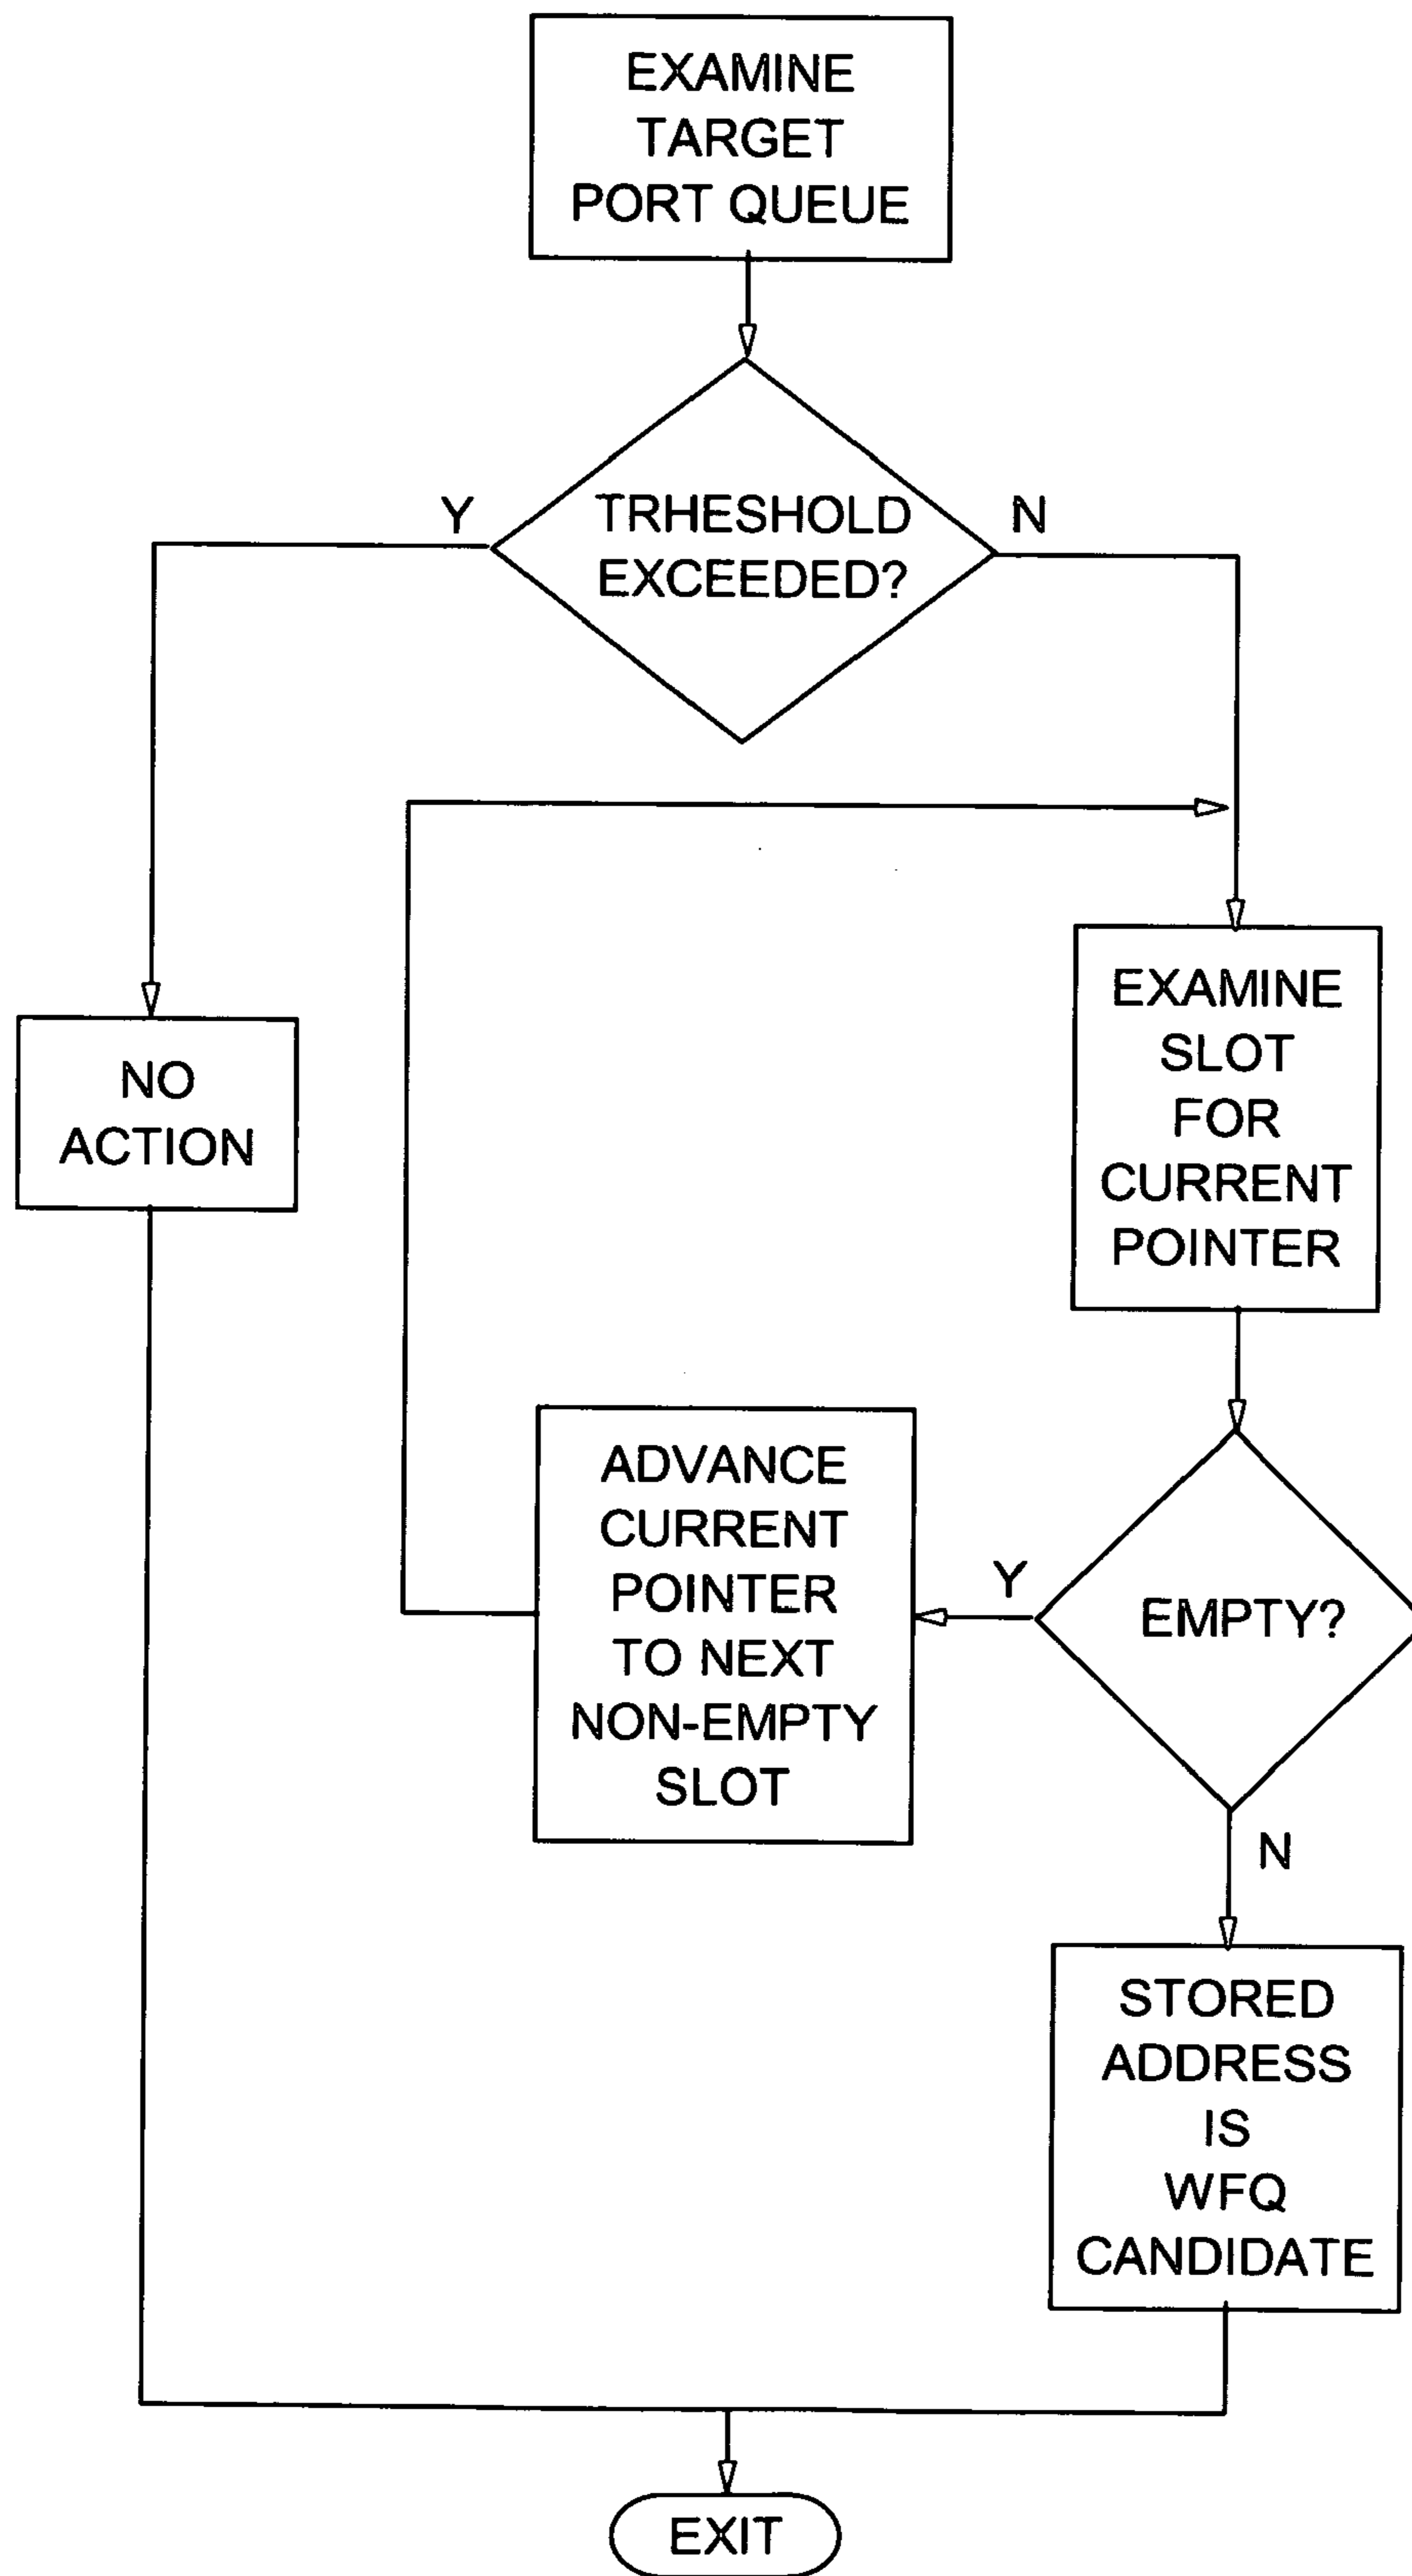 EXAMINE
TARGET
PORT QUEUE
Y
TRHESHOLD
EXCEEDED?
N
EXAMINE
SLOT
FOR
CURRENT
POINTER
NO
ACTION
ADVANCE
CURRENT
POINTER
TO NEXT
NON-EMPTY
SLOT
Y
EMPTY?
N
STORED
ADDRESS
IS
WFQ
CANDIDATE
EXIT